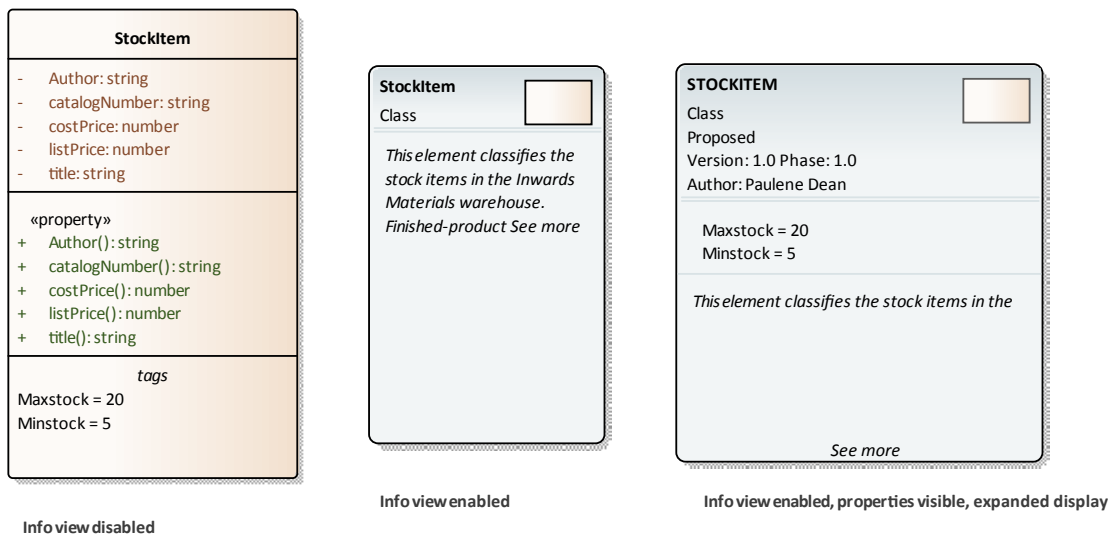 StockItem
- Author: string
- catalogNumber: string
- costPrice: number
- listPrice: number
- title: string
«property»
+ Author(): string
+ catalogNumber(): string
+ costPrice(): number
+ listPrice(): number
+ title(): string
tags
Maxstock = 20
Minstock = 5
Info view disabled
StockItem
Class
This element classifies the
stock items in the Inwards
Materials warehouse.
Finished-product See more
Info view enabled
STOCKITEM
Class
Proposed
Version: 1.0 Phase: 1.0
Author: Paulene Dean
Maxstock = 20
Minstock = 5
This element classifies the stock items in the
See more
Info view enabled, properties visible, expanded display